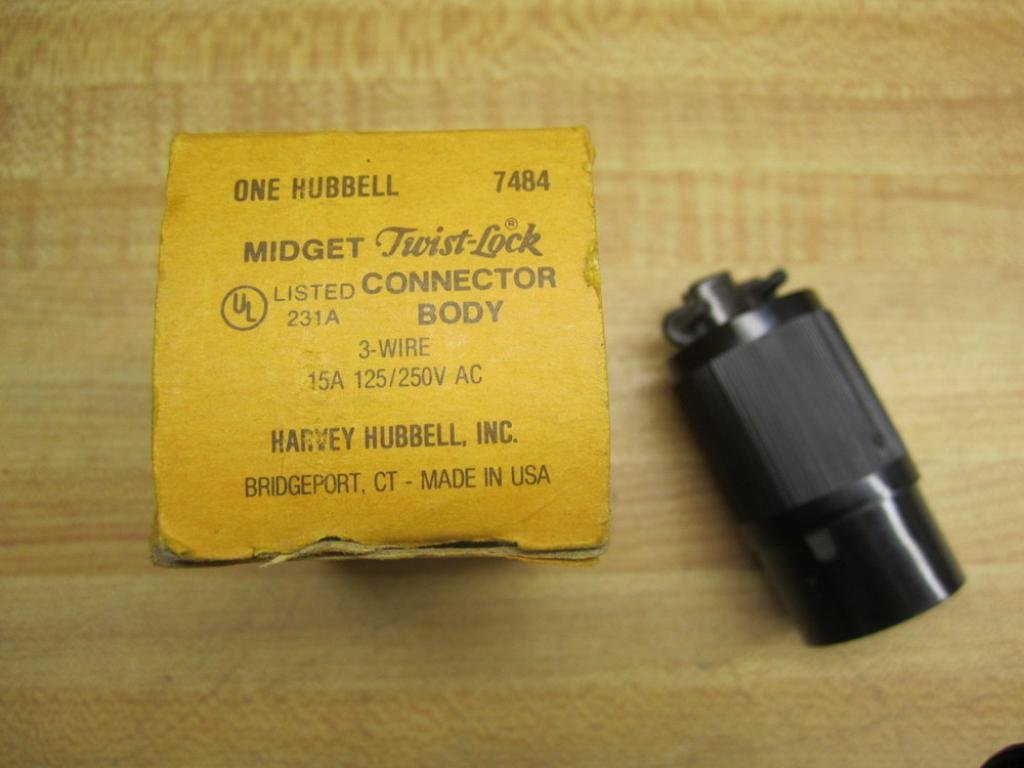 ONE HUBBELL 7484
MIDGET Twist-Lock®
UL LISTED CONNECTOR
231A BODY
3-WIRE
15A 125/250V AC
HARVEY HUBBELL, INC.
BRIDGEPORT, CT - MADE IN USA